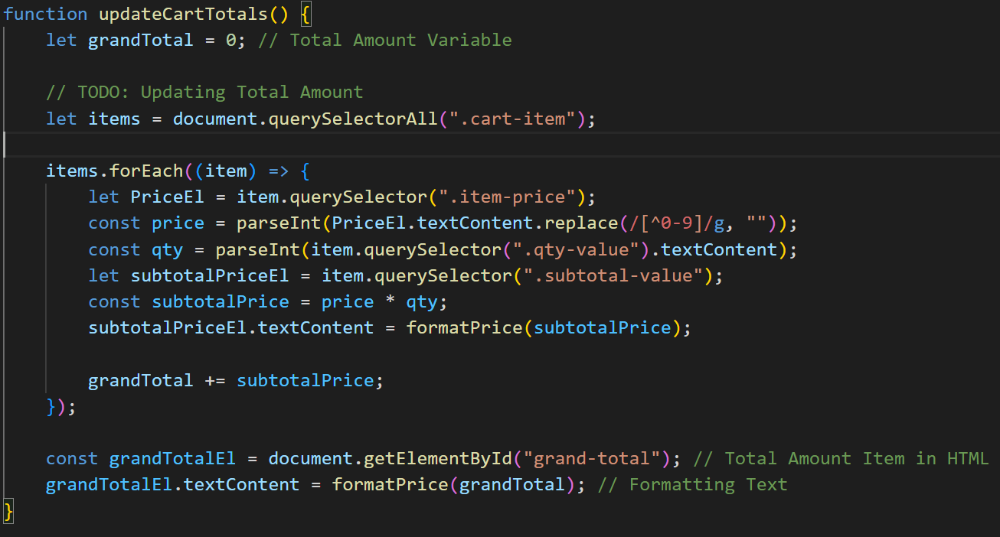 function updateCartTotals() {
    let grandTotal = 0; // Total Amount Variable
    // TODO: Updating Total Amount
    let items = document.querySelectorAll(".cart-item");
    items.forEach((item) => {
        let PriceEl = item.querySelector(".item-price");
        const price = parseInt(PriceEl.textContent.replace(/[^0-9]/g, ""));
        const qty = parseInt(item.querySelector(".qty-value").textContent);
        let subtotalPriceEl = item.querySelector(".subtotal-value");
        const subtotalPrice = price * qty;
        subtotalPriceEl.textContent = formatPrice(subtotalPrice);
        grandTotal += subtotalPrice;
    });
    const grandTotalEl = document.getElementById("grand-total"); // Total Amount Item in HTML
    grandTotalEl.textContent = formatPrice(grandTotal); // Formatting Text
}